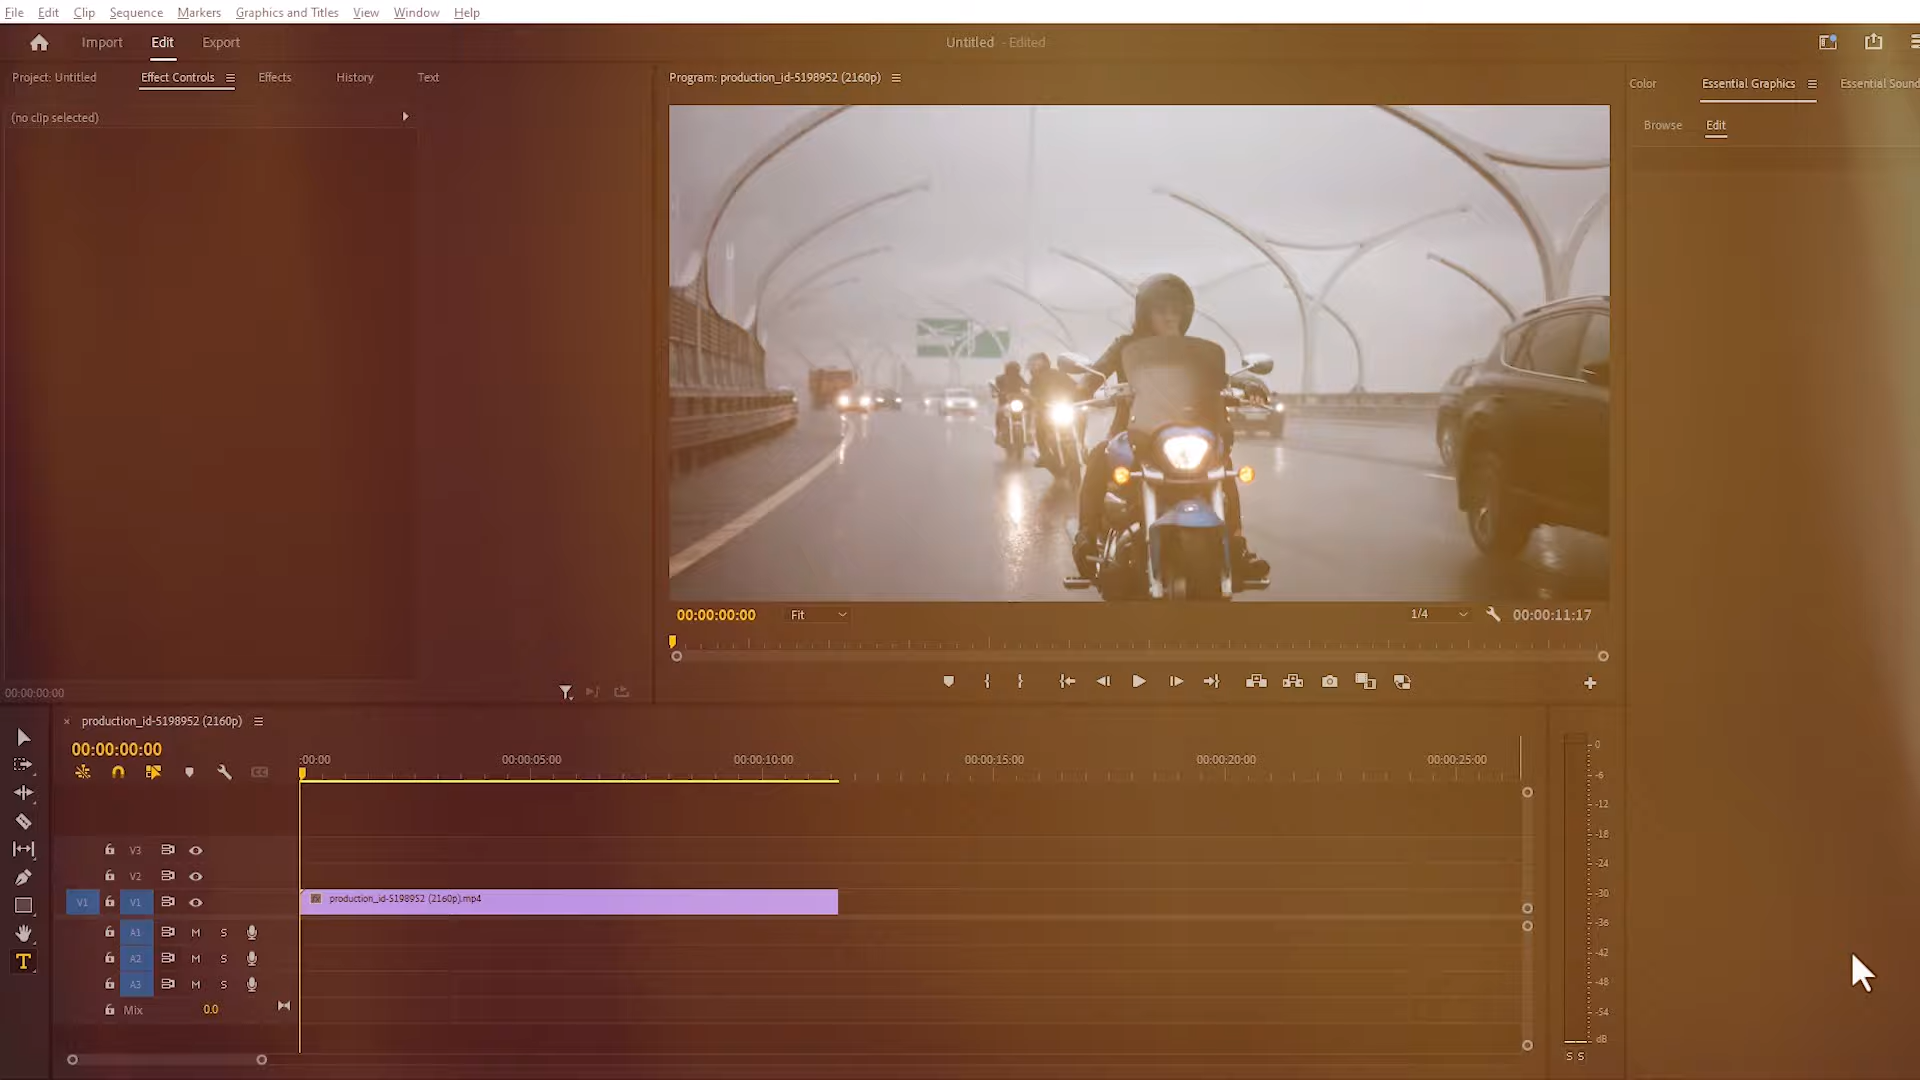 File Edit Clip Sequence Markers Graphics and Titles View Window Help
Import Edit Export
Untitled - Edited
Project: Untitled Effect Controls Effects History Text
Program: production_id-5198952 (2160p)
Color Essential Graphics Essential Sound
Browse Edit
(no clip selected)
00:00:00:00 Fit 1/4 00:00:11:17
00:00:00:00
× production_id-5198952 (2160p)
00:00:00:00
:00:00 00:00:05:00 00:00:10:00 00:00:15:00 00:00:20:00 00:00:25:00
V3
V2
V1 V1 production_id-5198952 (2160p).mp4
A1 M S
A2 M S
A3 M S
Mix 0.0
T
0
-6
-12
-18
-24
-30
-36
-42
-48
-54
dB
S S